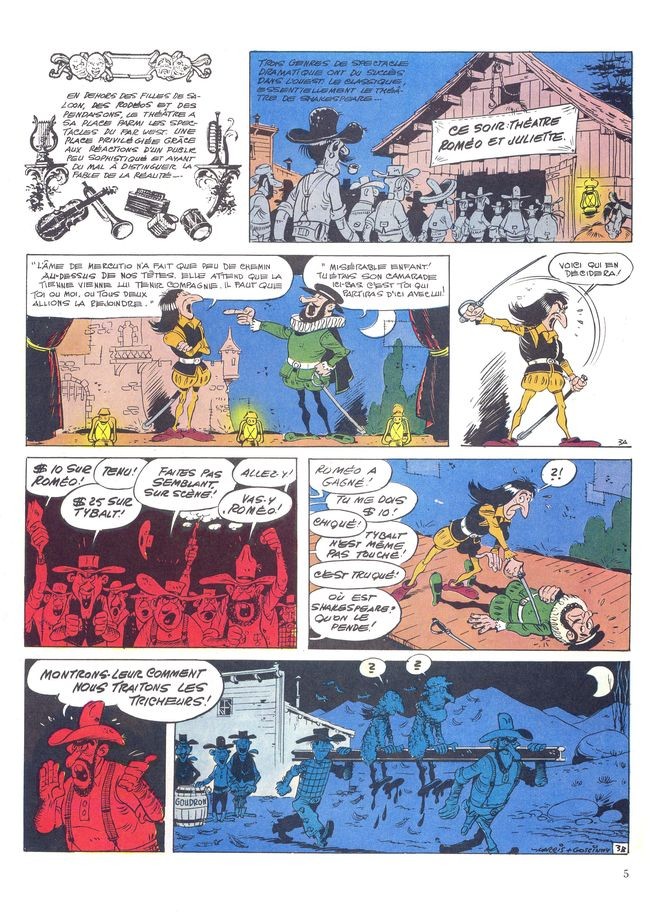 EN DEHORS DES FILLES DE SA-
LOON, DES RODÉOS ET DES
PENDAISONS, LE THÉÂTRE A
SA PLACE PARMI LES SPEC-
TACLES DU FAR WEST. UNE
PLACE PRIVILÉGIÉE GRÂCE
AUX RÉACTIONS D'UN PUBLIC
PEU SOPHISTIQUÉ ET AYANT
DU MAL À DISTINGUER LA
FABLE DE LA RÉALITÉ...
TROIS GENRES DE SPECTACLE
DRAMATIQUE ONT DU SUCCÈS
DANS L'OUEST. LE CLASSIQUE,
ESSENTIELLEMENT LE THÉÂ-
TRE DE SHAKESPEARE...
CE SOIR: THÉÂTRE
ROMÉO ET JULIETTE.
"L'ÂME DE MERCUTIO N'A FAIT QUE PEU DE CHEMIN
AU-DESSUS DE NOS TÊTES. ELLE ATTEND QUE LA
TIENNE VIENNE LUI TENIR COMPAGNIE. IL FAUT QUE
TOI OU MOI, OU TOUS DEUX
ALLIONS LA REJOINDRE."
"MISÉRABLE ENFANT!
TU ÉTAIS SON CAMARADE
ICI-BAS C'EST TOI QUI
PARTIRAS D'ICI AVEC LUI!
VOICI QUI EN
DÉCIDERA!
3A
$ 10 SUR
ROMÉO!
TENU!
$ 25 SUR
TYBALT!
FAITES PAS
SEMBLANT,
SUR SCÈNE!
ALLEZ-Y!
VAS-Y
ROMÉO!
ROMÉO A
GAGNÉ!
TU ME DOIS
$ 10!
CHIQUÉ!
TYBALT
N'EST MÊME
PAS TOUCHÉ!
C'EST TRUQUÉ!
OÙ EST
SHAKESPEARE?
QU'ON LE
PENDE!
?!
MONTRONS-LEUR COMMENT
NOUS TRAITONS LES
TRICHEURS!
?
?
GOUDRON
MORRIS + GOSCINNY
3B
5